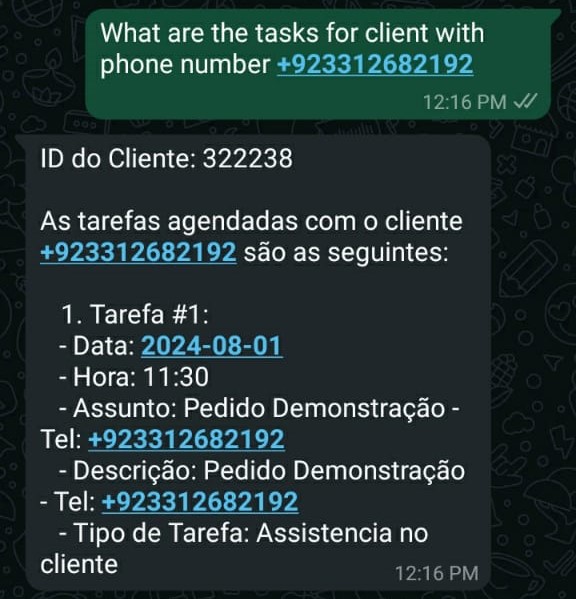 What are the tasks for client with
phone number +923312682192
12:16 PM
ID do Cliente: 322238
As tarefas agendadas com o cliente
+923312682192 são as seguintes:
1. Tarefa #1:
- Data: 2024-08-01
- Hora: 11:30
- Assunto: Pedido Demonstração -
Tel: +923312682192
- Descrição: Pedido Demonstração
- Tel: +923312682192
- Tipo de Tarefa: Assistencia no
cliente
12:16 PM